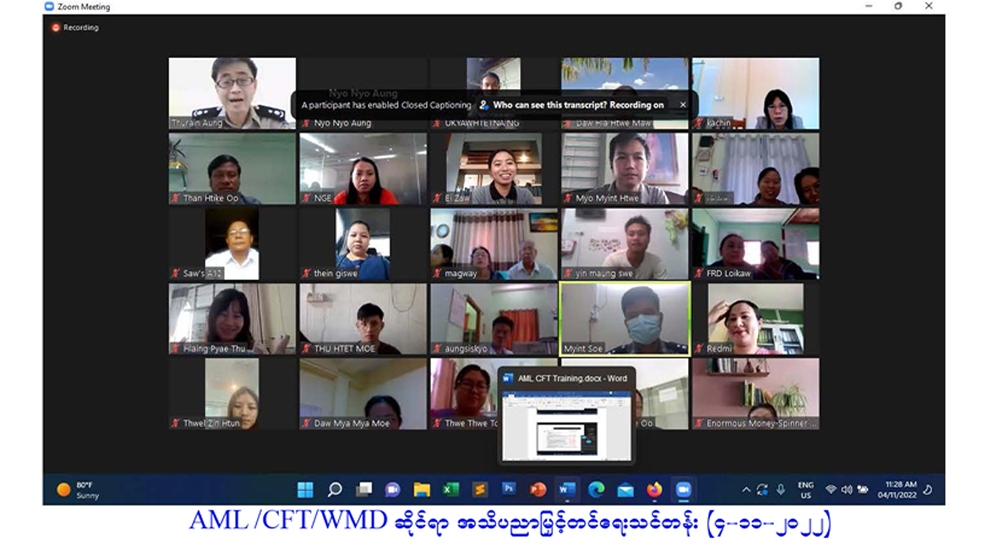 Zoom Meeting
Recording
Nyo Nyo Aung
A participant has enabled Closed Captioning Who can see this transcript? Recording on
Thurain Aung
Nyo Nyo Aung
UKYAWHTETNAING
Daw Hla Htwe Maw
kachin
Than Htike Oo
NGE
Ei Zaw
Myo Myint Htwe
Saw's A12
thein giswe
magway
yin maung swe
FRD Loikaw
Hlaing Pyae Thu
THU HTET MOE
aungsiskyo
Myint Soe
Redmi
AML CFT Training.docx - Word
Thwel Zin Htun
Daw Mya Mya Moe
Thwe Thwe
Oo
Enormous Money-Spinner ...
80°F
Sunny
ENG
US
11:28 AM
04/11/2022
AML /CFT/WMD ဆိုင်ရာ အသိပညာမြှင့်တင်ရေးသင်တန်း (၄-၁၁-၂၀၂၂)